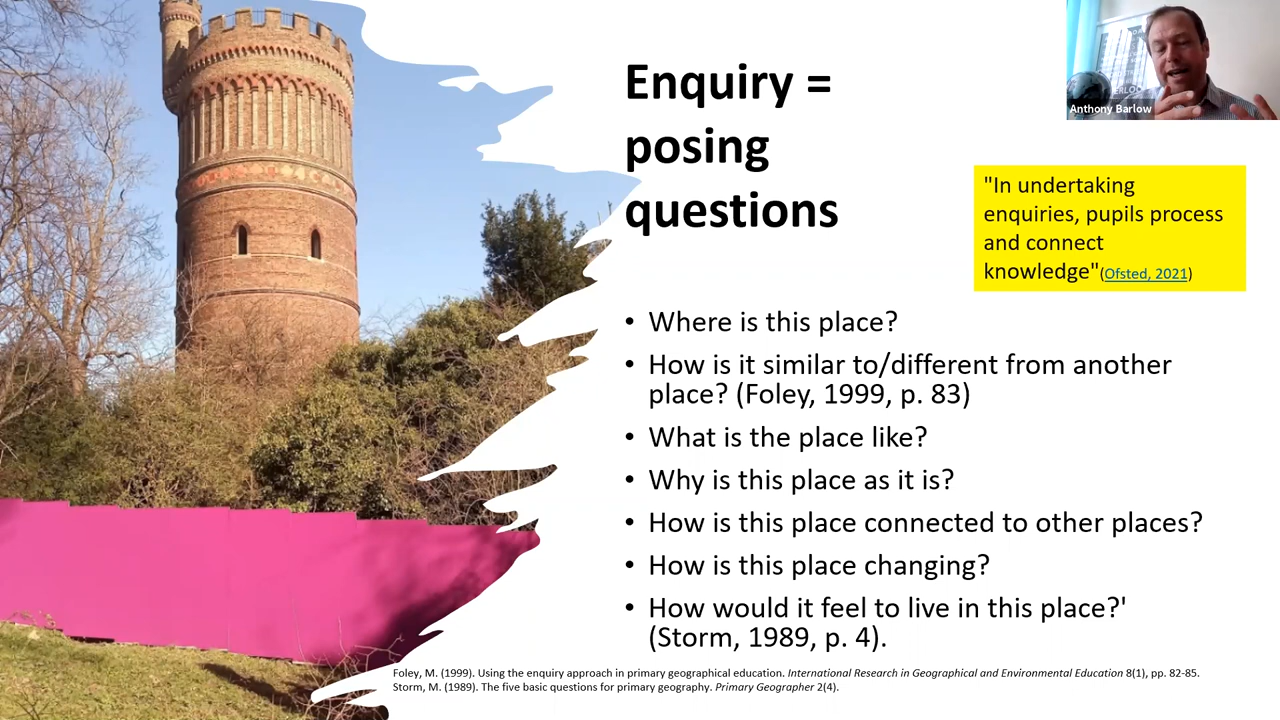 Enquiry =
posing
questions
Anthony Barlow
"In undertaking
enquiries, pupils process
and connect
knowledge"(Ofsted, 2021)
• Where is this place?
• How is it similar to/different from another
place? (Foley, 1999, p. 83)
• What is the place like?
• Why is this place as it is?
• How is this place connected to other places?
• How is this place changing?
• How would it feel to live in this place?'
(Storm, 1989, p. 4).
Foley, M. (1999). Using the enquiry approach in primary geographical education. International Research in Geographical and Environmental Education 8(1), pp. 82-85.
Storm, M. (1989). The five basic questions for primary geography. Primary Geographer 2(4).